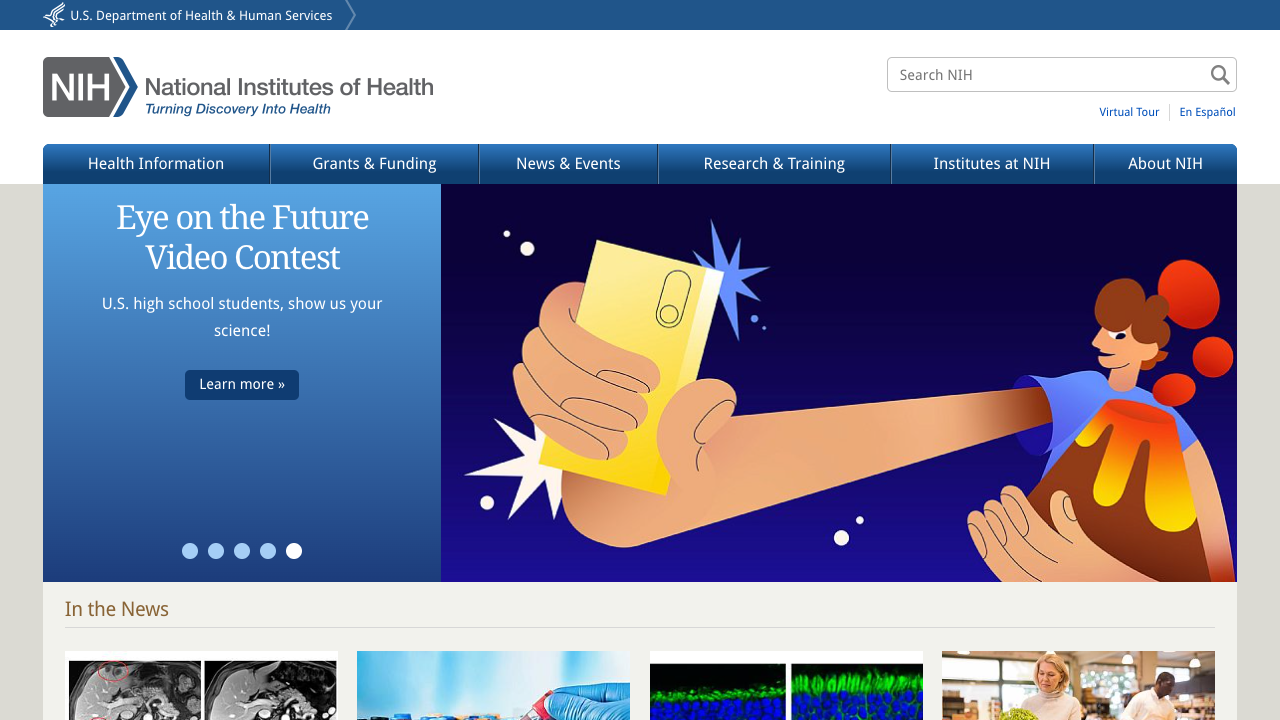 U.S. Department of Health & Human Services
NIH National Institutes of Health
Turning Discovery Into Health
Search NIH
Virtual Tour
En Español
Health Information
Grants & Funding
News & Events
Research & Training
Institutes at NIH
About NIH
Eye on the Future
Video Contest
U.S. high school students, show us your
science!
Learn more »
In the News